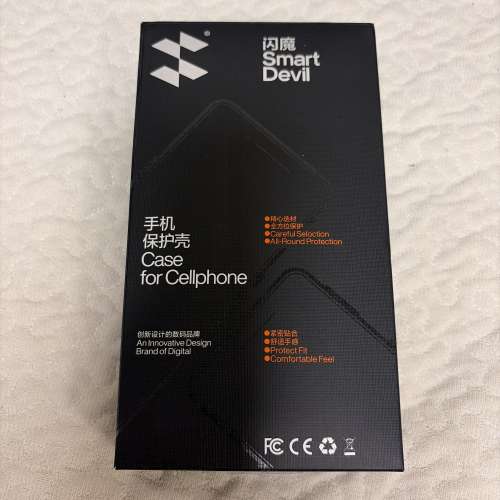 闪魔
Smart
Devil
手机
保护壳
Case
for Cellphone
精心选材
全方位保护
Careful Selection
All-Round Protection
创新设计的数码品牌
An Innovative Design
Brand of Digital
紧密贴合
舒适手感
Protect Fit
Comfortable Feel
FC CE